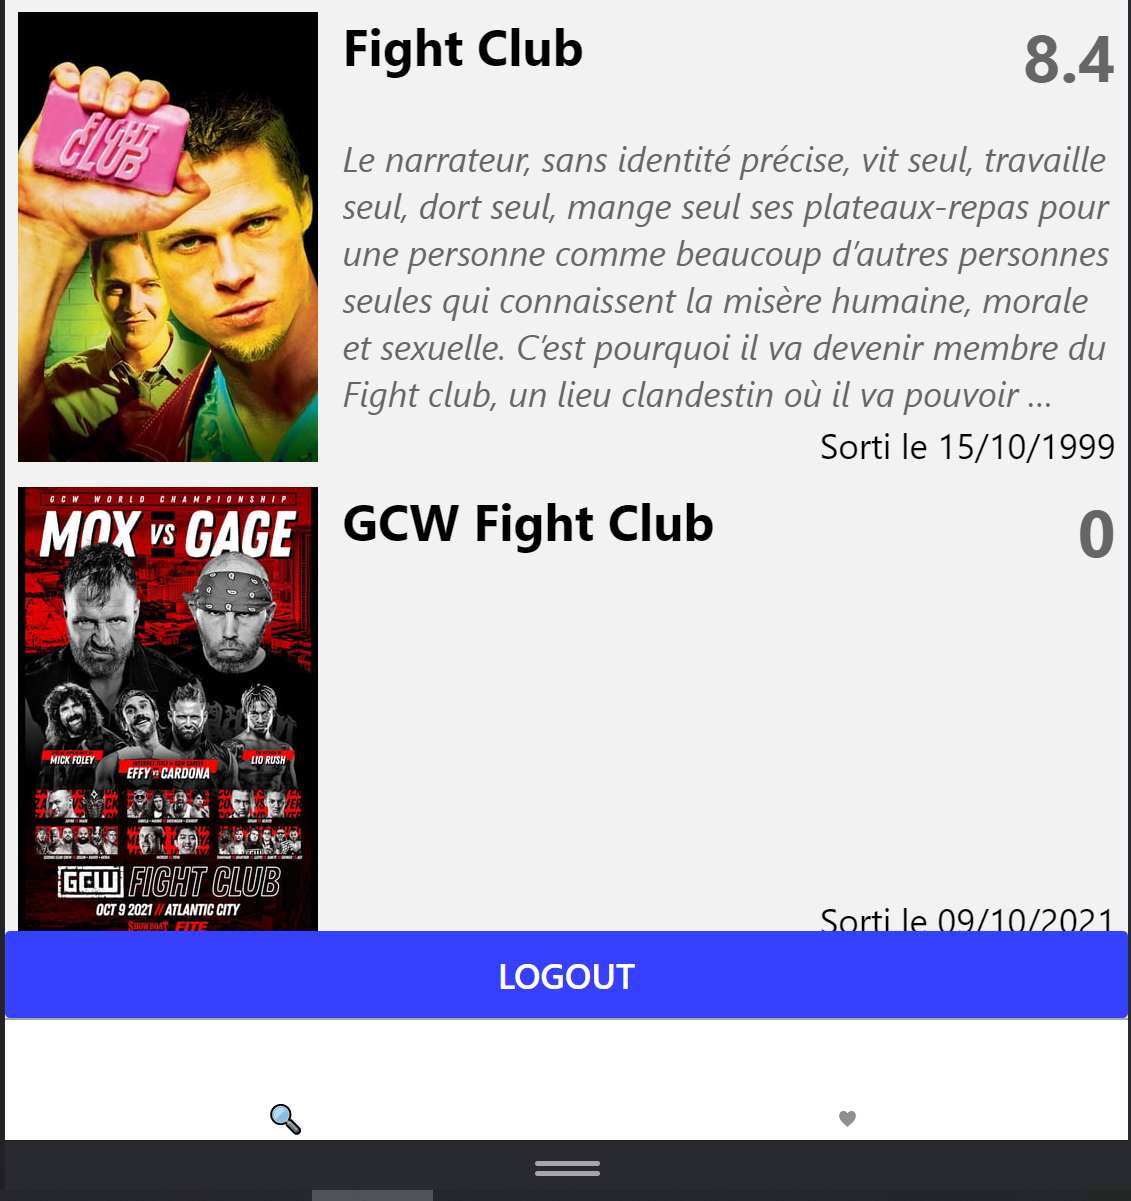 FIGHT
CLUB
Fight Club
8.4
Le narrateur, sans identité précise, vit seul, travaille
seul, dort seul, mange seul ses plateaux-repas pour
une personne comme beaucoup d’autres personnes
seules qui connaissent la misère humaine, morale
et sexuelle. C’est pourquoi il va devenir membre du
Fight club, un lieu clandestin où il va pouvoir ...
Sorti le 15/10/1999
GCW WORLD CHAMPIONSHIP
MOX VS GAGE
MICK FOLEY
EFFY VS CARDONA
LIO RUSH
GCW FIGHT CLUB
OCT 9 2021 // ATLANTIC CITY
SHOWBOAT FITE
GCW Fight Club
0
Sorti le 09/10/2021
LOGOUT